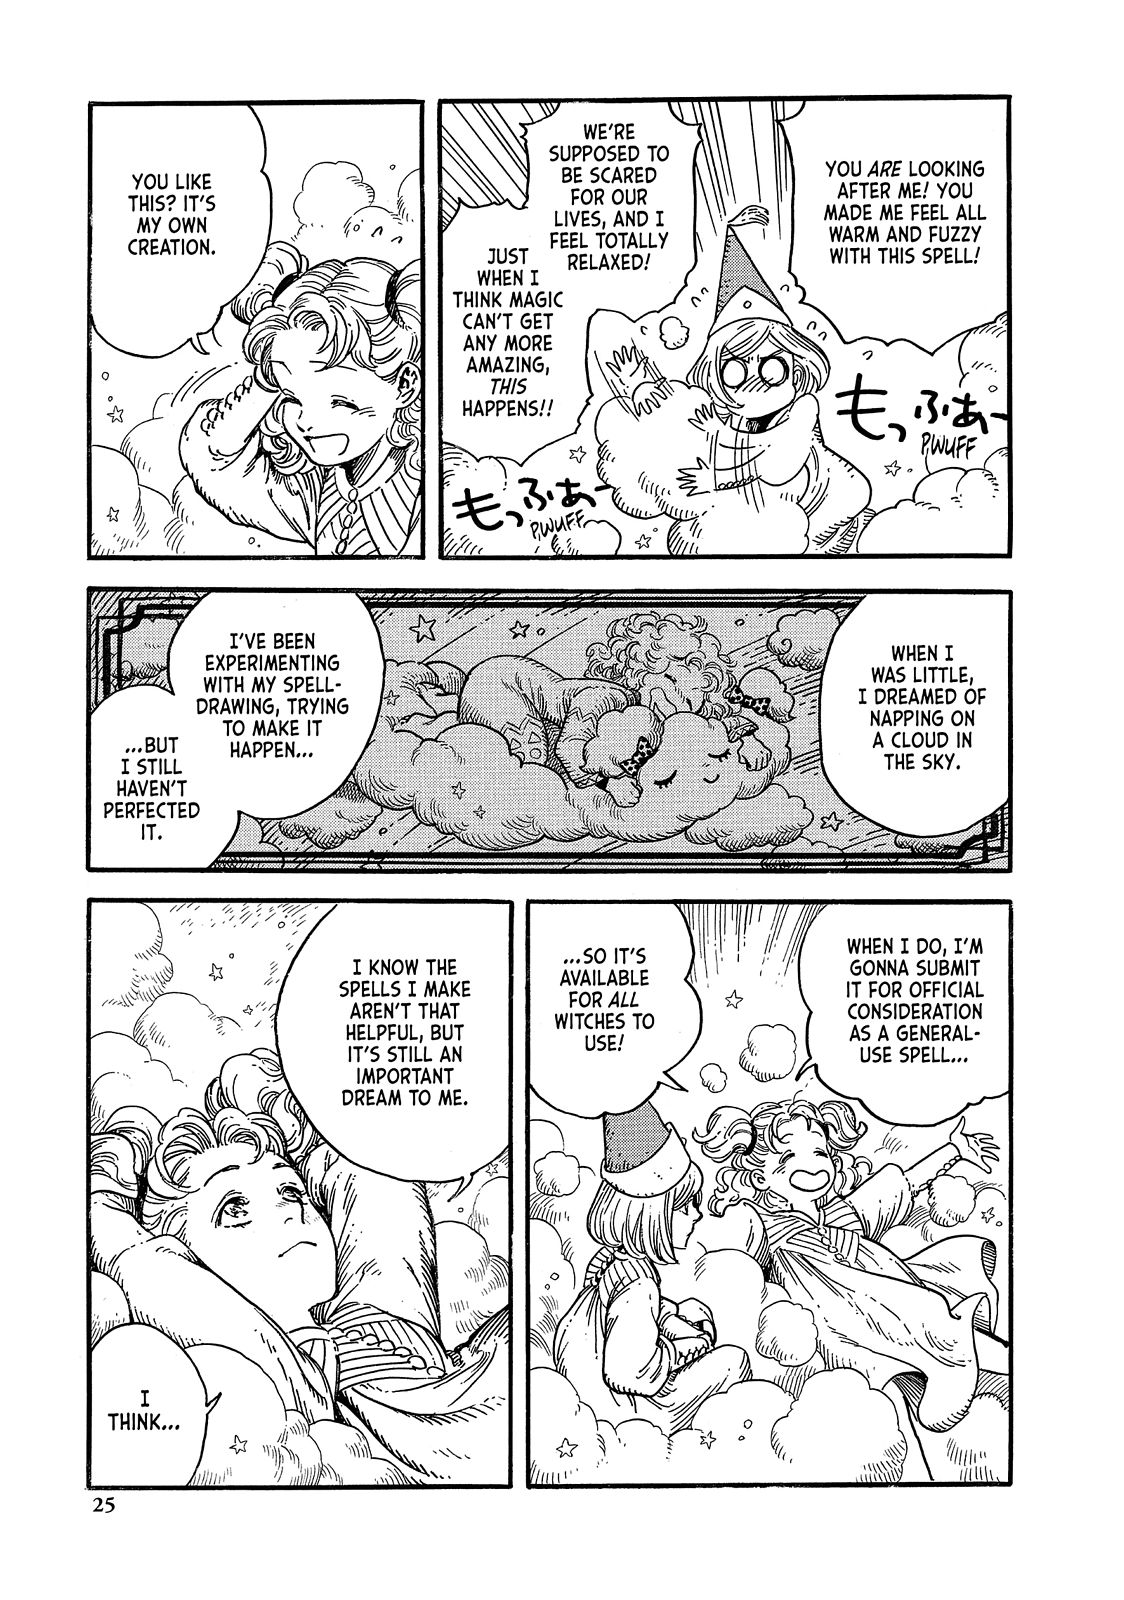 YOU ARE LOOKING
AFTER ME! YOU
MADE ME FEEL ALL
WARM AND FUZZY
WITH THIS SPELL!
WE'RE
SUPPOSED TO
BE SCARED
FOR OUR
LIVES, AND I
FEEL TOTALLY
RELAXED!
JUST
WHEN I
THINK MAGIC
CAN'T GET
ANY MORE
AMAZING,
THIS
HAPPENS!!
もっふぁー
PWUFF
もっふぁー
PWUFF
YOU LIKE
THIS? IT'S
MY OWN
CREATION.
WHEN I
WAS LITTLE,
I DREAMED OF
NAPPING ON
A CLOUD IN
THE SKY.
I'VE BEEN
EXPERIMENTING
WITH MY SPELL-
DRAWING, TRYING
TO MAKE IT
HAPPEN...
...BUT
I STILL
HAVEN'T
PERFECTED
IT.
WHEN I DO, I'M
GONNA SUBMIT
IT FOR OFFICIAL
CONSIDERATION
AS A GENERAL-
USE SPELL...
...SO IT'S
AVAILABLE
FOR ALL
WITCHES TO
USE!
I KNOW THE
SPELLS I MAKE
AREN'T THAT
HELPFUL, BUT
IT'S STILL AN
IMPORTANT
DREAM TO ME.
I
THINK...
25